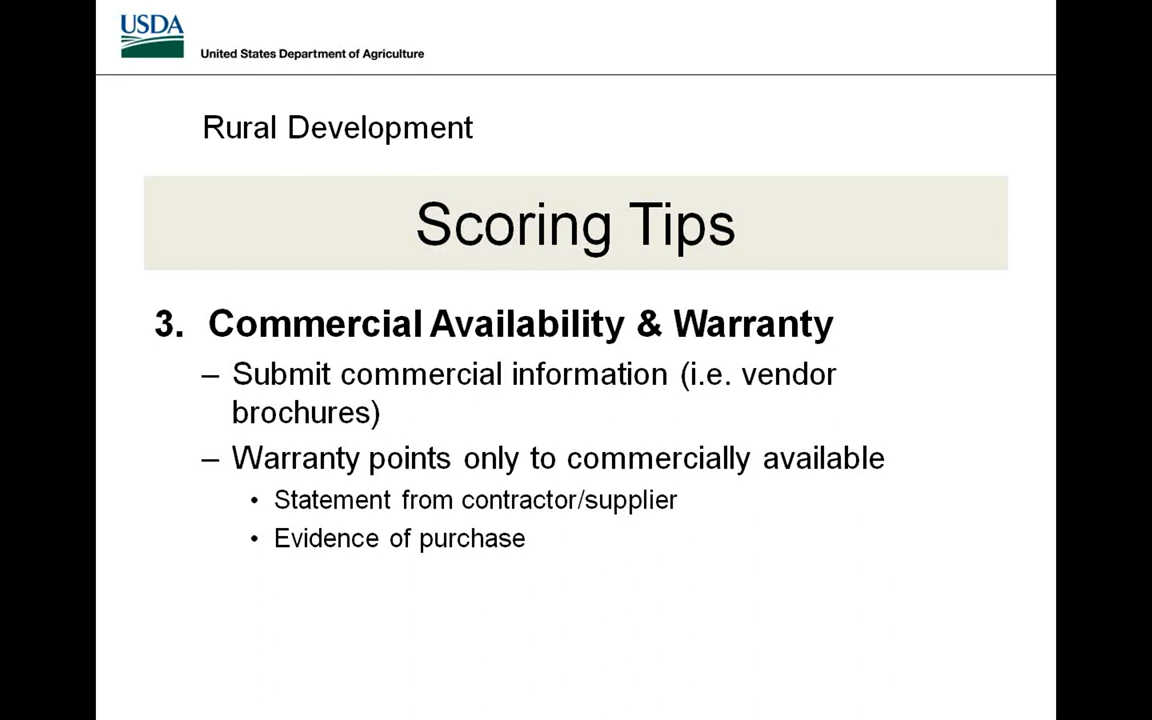 USDA
United States Department of Agriculture
Rural Development
Scoring Tips
3. Commercial Availability & Warranty
– Submit commercial information (i.e. vendor
brochures)
– Warranty points only to commercially available
• Statement from contractor/supplier
• Evidence of purchase